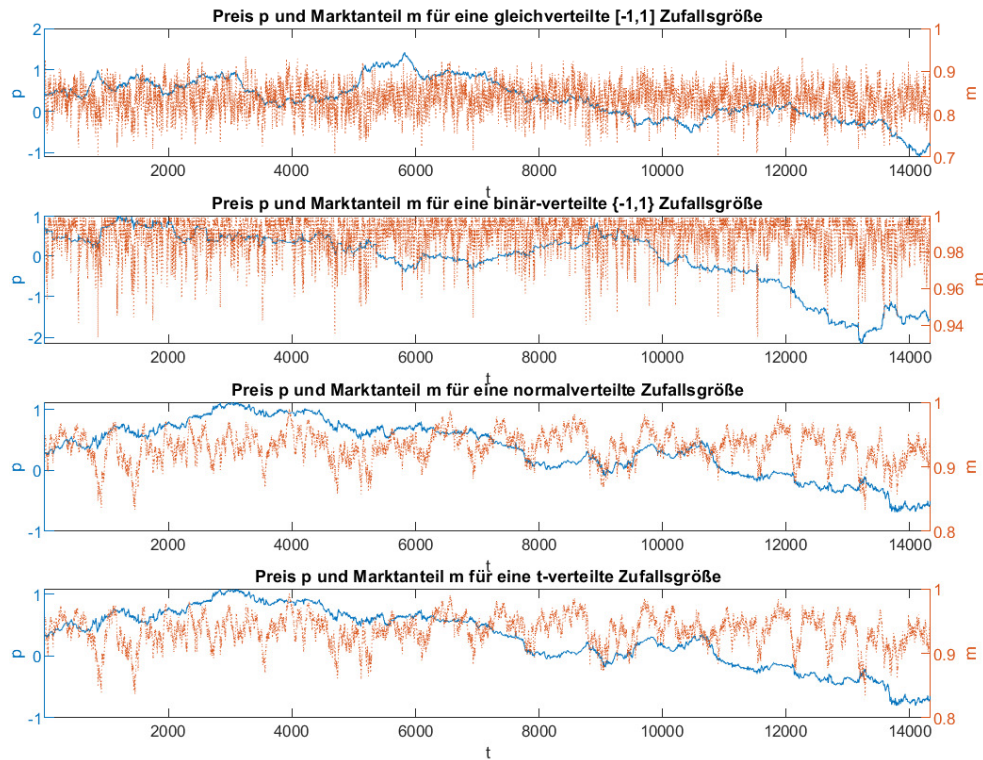 Preis p und Marktanteil m für eine gleichverteilte [-1,1] Zufallsgröße
2 1
1 0.9
p m
0 0.8
-1 0.7
2000 4000 6000 8000 10000 12000 14000
t
Preis p und Marktanteil m für eine binär-verteilte {-1,1} Zufallsgröße
1 1
0 0.98
p m
-1 0.96
-2 0.94
2000 4000 6000 8000 10000 12000 14000
t
Preis p und Marktanteil m für eine normalverteilte Zufallsgröße
1 1
p m
0 0.9
-1 0.8
2000 4000 6000 8000 10000 12000 14000
t
Preis p und Marktanteil m für eine t-verteilte Zufallsgröße
1 1
p m
0 0.9
-1 0.8
2000 4000 6000 8000 10000 12000 14000
t